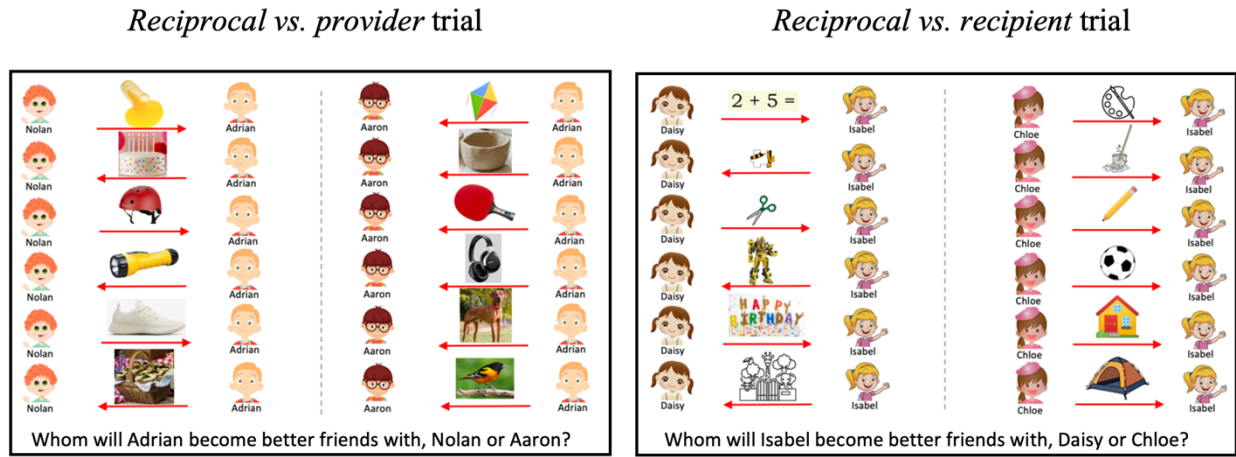 Reciprocal vs. provider trial
Nolan Adrian Aaron Adrian
Nolan Adrian Aaron Adrian
Nolan Adrian Aaron Adrian
Nolan Adrian Aaron Adrian
Nolan Adrian Aaron Adrian
Nolan Adrian Aaron Adrian
Whom will Adrian become better friends with, Nolan or Aaron?
Reciprocal vs. recipient trial
2 + 5 =
Daisy Isabel Chloe Isabel
Daisy Isabel Chloe Isabel
Daisy Isabel Chloe Isabel
Daisy Isabel Chloe Isabel
HAPPY
BIRTHDAY
Daisy Isabel Chloe Isabel
Daisy Isabel Chloe Isabel
Whom will Isabel become better friends with, Daisy or Chloe?